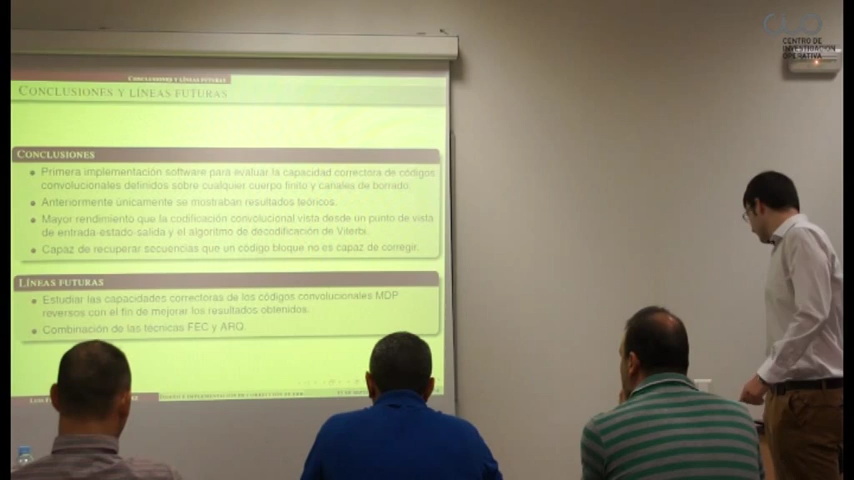 CENTRO DE
INVESTIGACIÓN
OPERATIVA
CONCLUSIONES Y LÍNEAS FUTURAS
CONCLUSIONES Y LÍNEAS FUTURAS
CONCLUSIONES
Primera implementación software para evaluar la capacidad correctora de códigos
convolucionales definidos sobre cualquier cuerpo finito y canales de borrado.
Anteriormente únicamente se mostraban resultados teóricos.
Mayor rendimiento que la codificación convolucional vista desde un punto de vista
de entrada-estado-salida y el algoritmo de decodificación de Viterbi.
Capaz de recuperar secuencias que un código bloque no es capaz de corregir.
LÍNEAS FUTURAS
Estudiar las capacidades correctoras de los códigos convolucionales MDP
reversos con el fin de mejorar los resultados obtenidos.
Combinación de las técnicas FEC y ARQ.